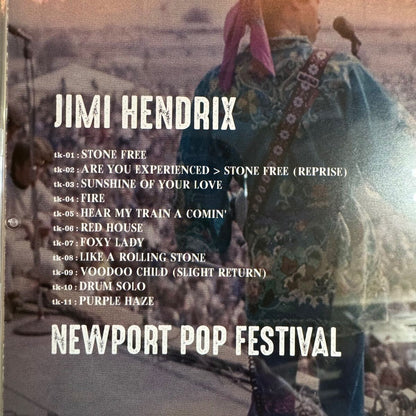 JIMI HENDRIX
tk-01 : STONE FREE
tk-02 : ARE YOU EXPERIENCED > STONE FREE (REPRISE)
tk-03 : SUNSHINE OF YOUR LOVE
tk-04 : FIRE
tk-05 : HEAR MY TRAIN A COMIN'
tk-06 : RED HOUSE
tk-07 : FOXY LADY
tk-08 : LIKE A ROLLING STONE
tk-09 : VOODOO CHILD (SLIGHT RETURN)
tk-10 : DRUM SOLO
tk-11 : PURPLE HAZE
NEWPORT POP FESTIVAL